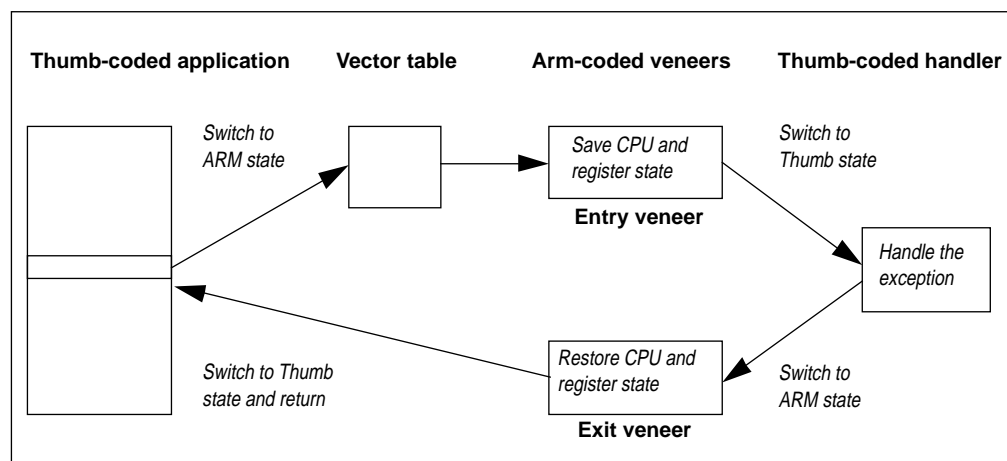 Thumb-coded application
Vector table
Arm-coded veneers
Thumb-coded handler
Switch to
ARM state
Save CPU and
register state
Entry veneer
Switch to
Thumb state
Handle the
exception
Switch to Thumb
state and return
Restore CPU and
register state
Exit veneer
Switch to
ARM state